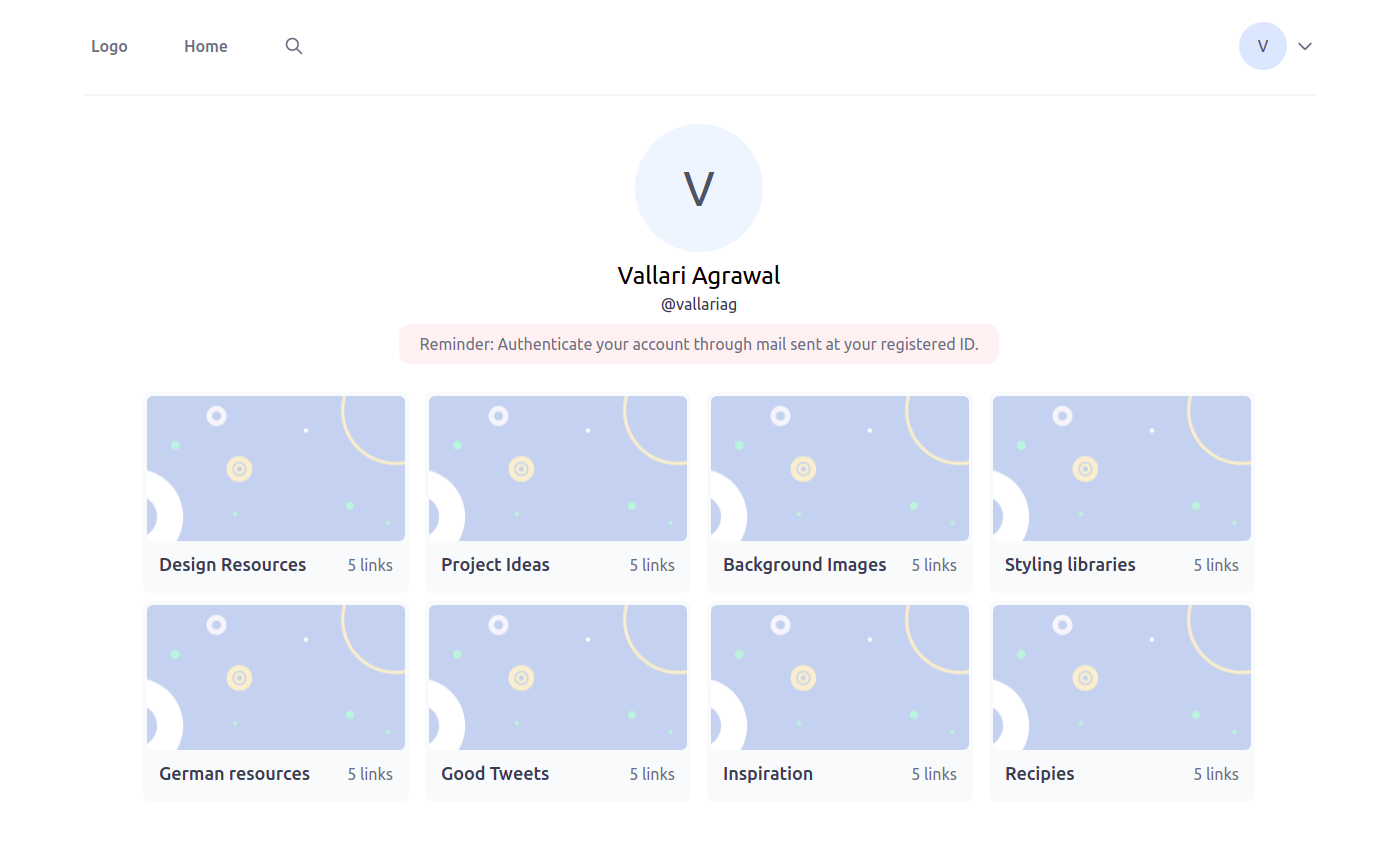 Logo Home V
V
Vallari Agrawal
@vallariag
Reminder: Authenticate your account through mail sent at your registered ID.
Design Resources 5 links Project Ideas 5 links Background Images 5 links Styling libraries 5 links
German resources 5 links Good Tweets 5 links Inspiration 5 links Recipies 5 links